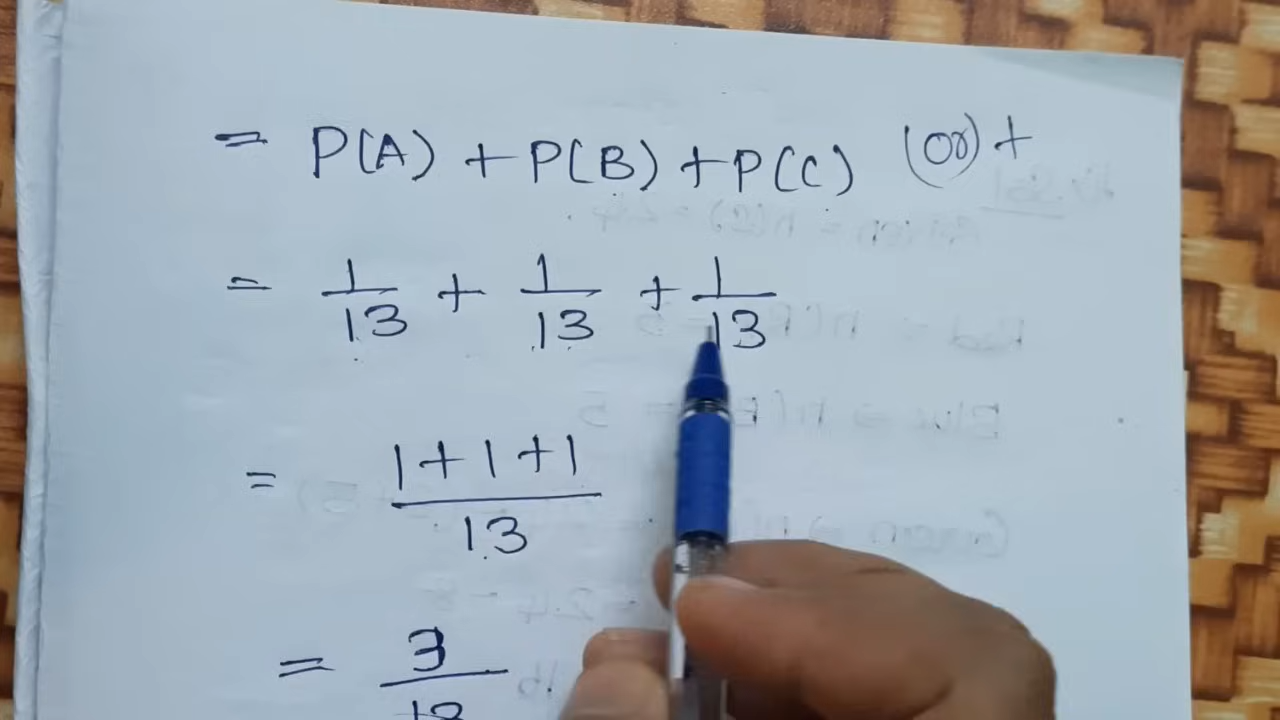 = P(A) + P(B) + P(C) (or) +
= 1/13 + 1/13 + 1/13
= 1+1+1/13
= 3/13